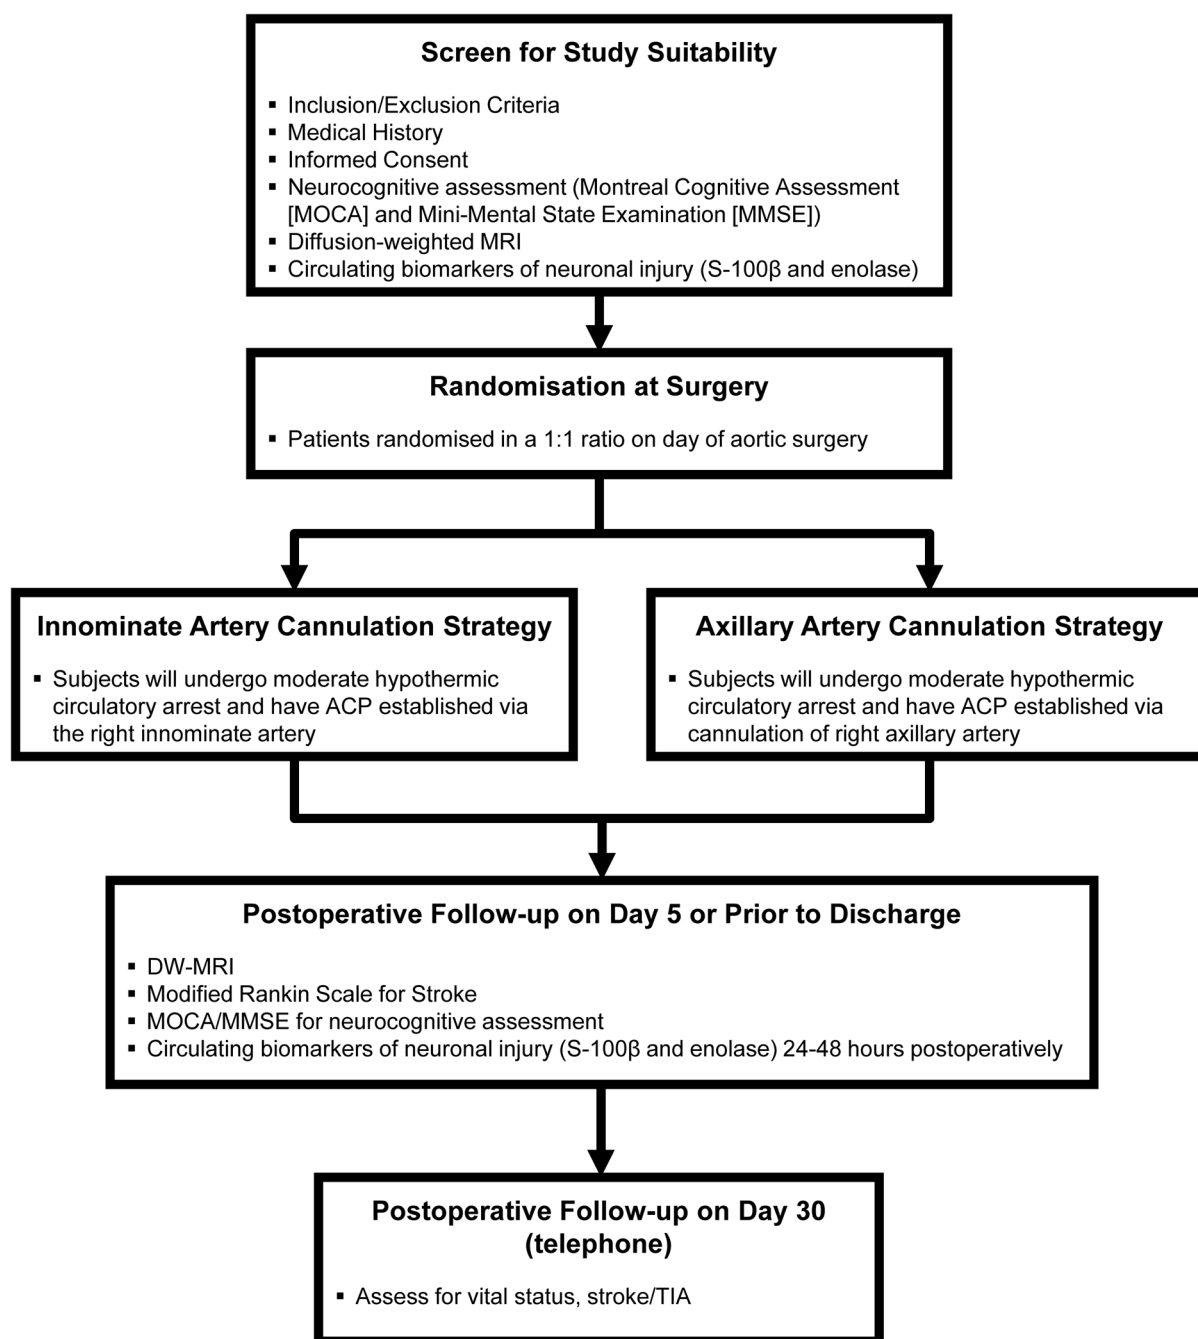 Screen for Study Suitability
▪ Inclusion/Exclusion Criteria
▪ Medical History
▪ Informed Consent
▪ Neurocognitive assessment (Montreal Cognitive Assessment
[MOCA] and Mini-Mental State Examination [MMSE])
▪ Diffusion-weighted MRI
▪ Circulating biomarkers of neuronal injury (S-100β and enolase)
Randomisation at Surgery
▪ Patients randomised in a 1:1 ratio on day of aortic surgery
Innominate Artery Cannulation Strategy
▪ Subjects will undergo moderate hypothermic
circulatory arrest and have ACP established via
the right innominate artery
Axillary Artery Cannulation Strategy
▪ Subjects will undergo moderate hypothermic
circulatory arrest and have ACP established via
cannulation of right axillary artery
Postoperative Follow-up on Day 5 or Prior to Discharge
▪ DW-MRI
▪ Modified Rankin Scale for Stroke
▪ MOCA/MMSE for neurocognitive assessment
▪ Circulating biomarkers of neuronal injury (S-100β and enolase) 24-48 hours postoperatively
Postoperative Follow-up on Day 30
(telephone)
▪ Assess for vital status, stroke/TIA